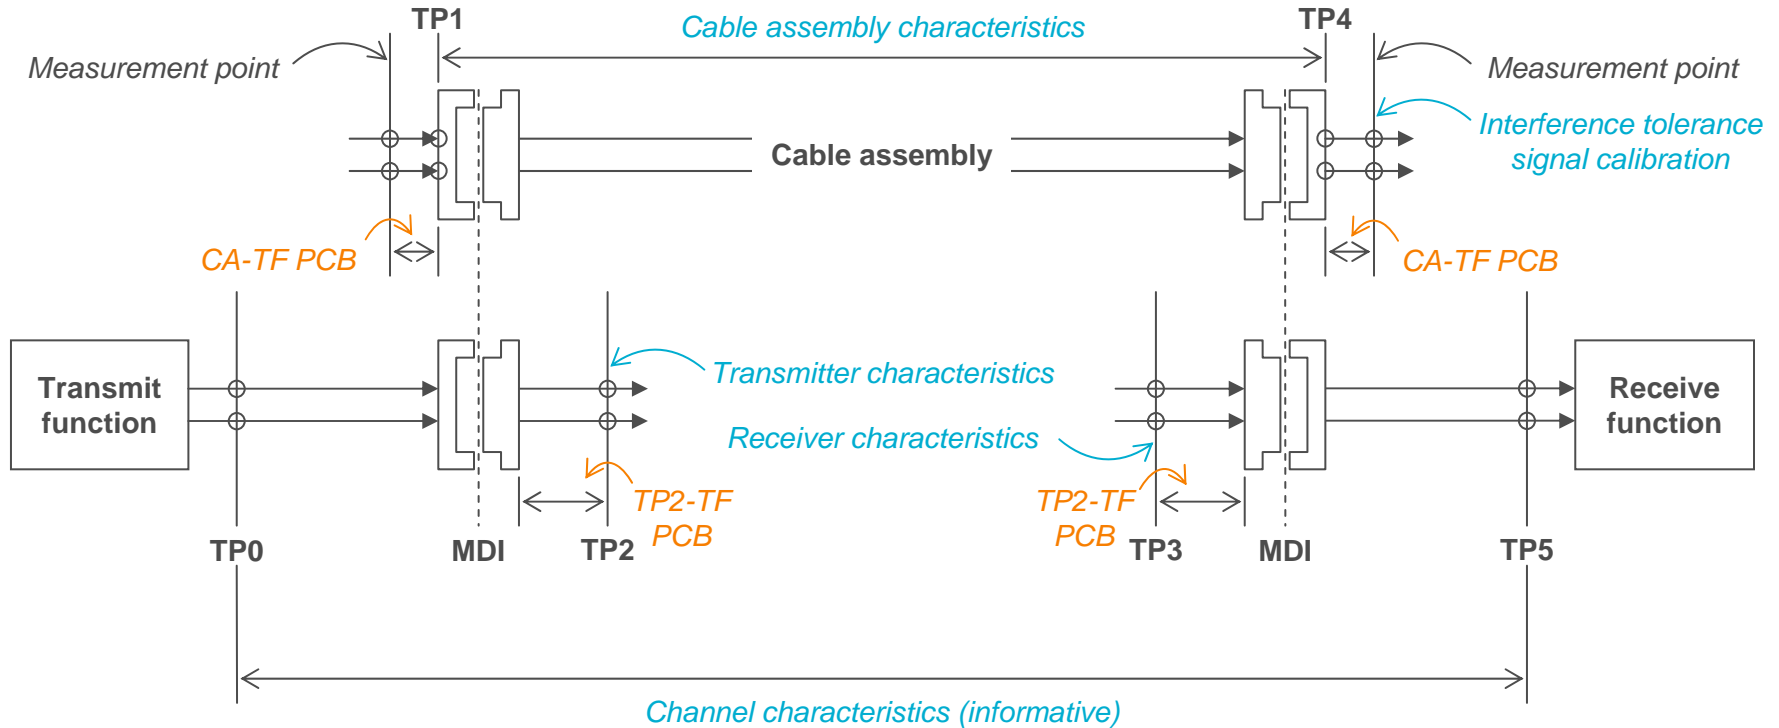 TP1
Cable assembly characteristics
TP4
Measurement point
Measurement point
Interference tolerance
signal calibration
Cable assembly
CA-TF PCB
CA-TF PCB
Transmit
function
Transmitter characteristics
Receiver characteristics
Receive
function
TP2-TF
PCB
TP2-TF
PCB
TP0
MDI
TP2
TP3
MDI
TP5
Channel characteristics (informative)